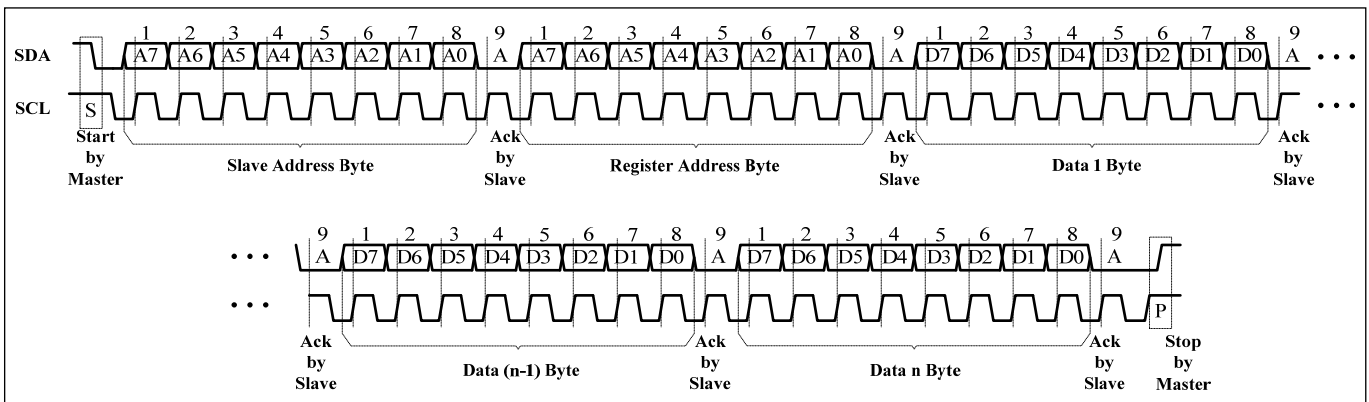 1 2 3 4 5 6 7 8 9 1 2 3 4 5 6 7 8 9 1 2 3 4 5 6 7 8 9
SDA A7 A6 A5 A4 A3 A2 A1 A0 A A7 A6 A5 A4 A3 A2 A1 A0 A D7 D6 D5 D4 D3 D2 D1 D0 A • • •
SCL S • • •
Start by Master
Slave Address Byte
Ack by Slave
Register Address Byte
Ack by Slave
Data 1 Byte
Ack by Slave
9 1 2 3 4 5 6 7 8 9 1 2 3 4 5 6 7 8 9
• • • A D7 D6 D5 D4 D3 D2 D1 D0 A D7 D6 D5 D4 D3 D2 D1 D0 A
• • • P
Ack by Slave
Data (n-1) Byte
Ack by Slave
Data n Byte
Ack by Slave
Stop by Master